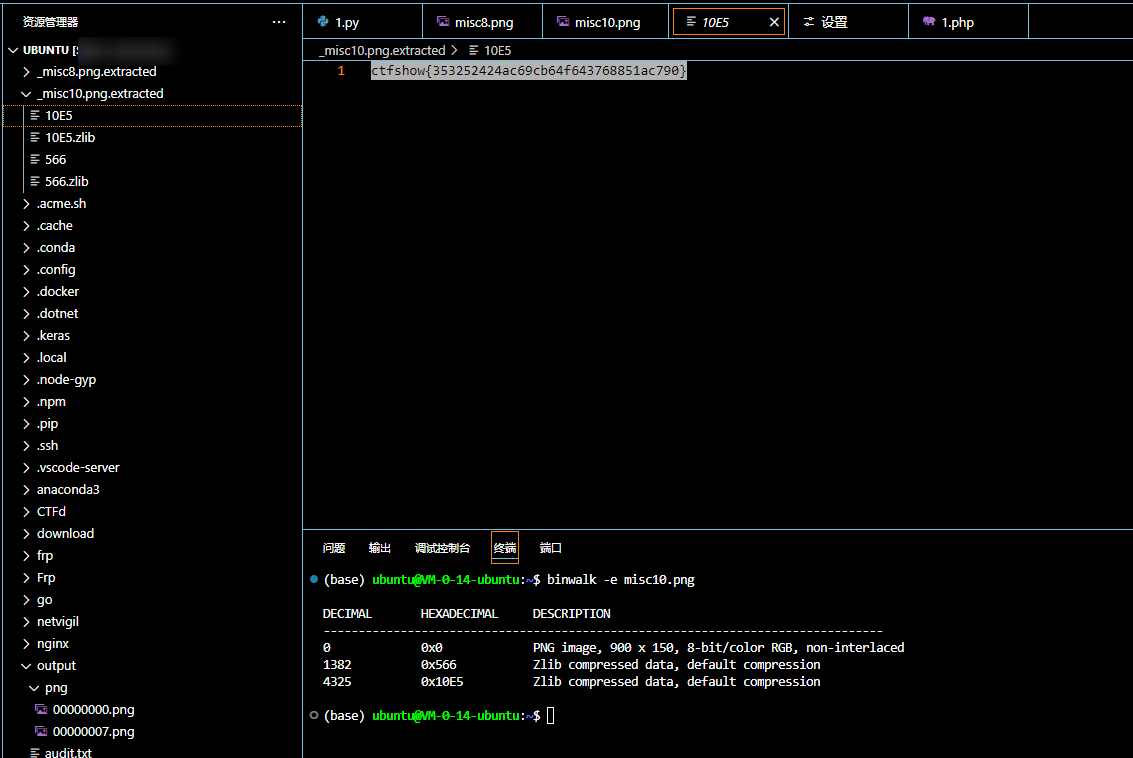 资源管理器 ···
UBUNTU [S
_misc8.png.extracted
_misc10.png.extracted
10E5
10E5.zlib
566
566.zlib
.acme.sh
.cache
.conda
.config
.docker
.dotnet
.keras
.local
.node-gyp
.npm
.pip
.ssh
.vscode-server
anaconda3
CTFd
download
frp
Frp
go
netvigil
nginx
output
png
00000000.png
00000007.png
audit.txt
1.py misc8.png misc10.png 10E5 设置 1.php
_misc10.png.extracted > 10E5
1 ctfshow{353252424ac69cb64f643768851ac790}
问题 输出 调试控制台 终端 端口
(base) ubuntu@VM-0-14-ubuntu:~$ binwalk -e misc10.png
DECIMAL HEXADECIMAL DESCRIPTION
--------------------------------------------------------------------------------
0 0x0 PNG image, 900 x 150, 8-bit/color RGB, non-interlaced
1382 0x566 Zlib compressed data, default compression
4325 0x10E5 Zlib compressed data, default compression
(base) ubuntu@VM-0-14-ubuntu:~$